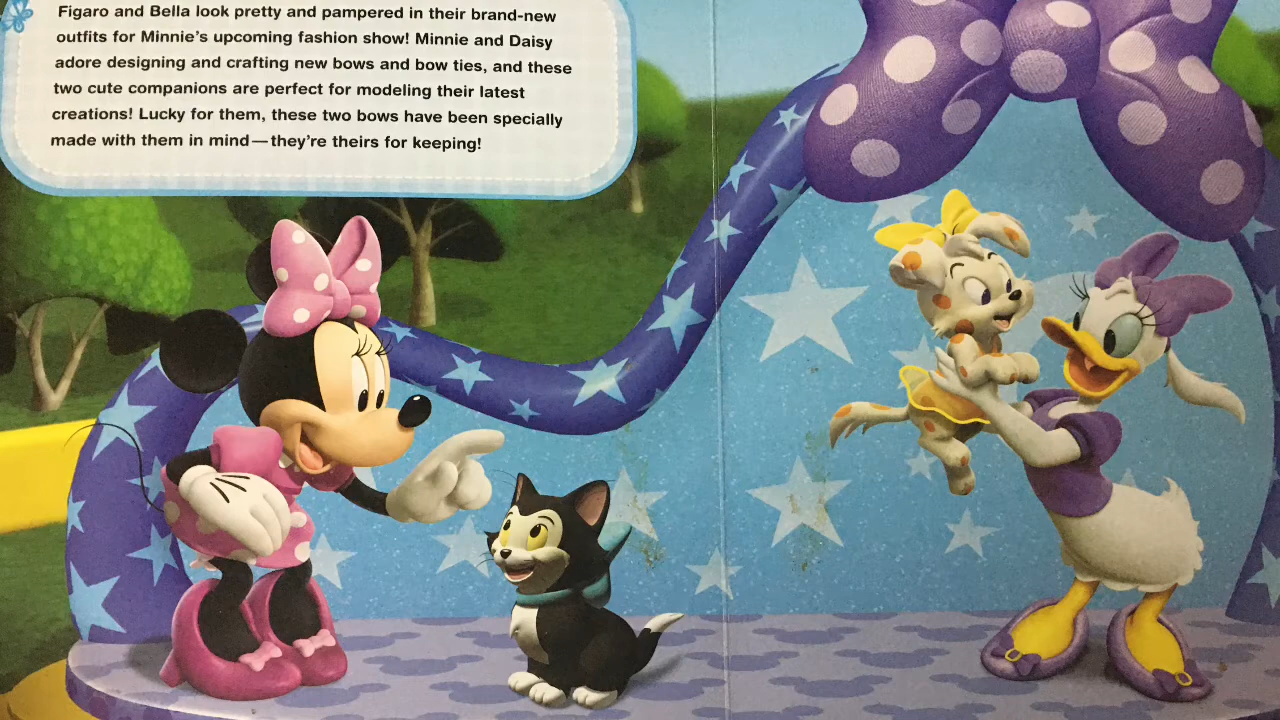 Figaro and Bella look pretty and pampered in their brand-new
outfits for Minnie's upcoming fashion show! Minnie and Daisy
adore designing and crafting new bows and bow ties, and these
two cute companions are perfect for modeling their latest
creations! Lucky for them, these two bows have been specially
made with them in mind—they're theirs for keeping!